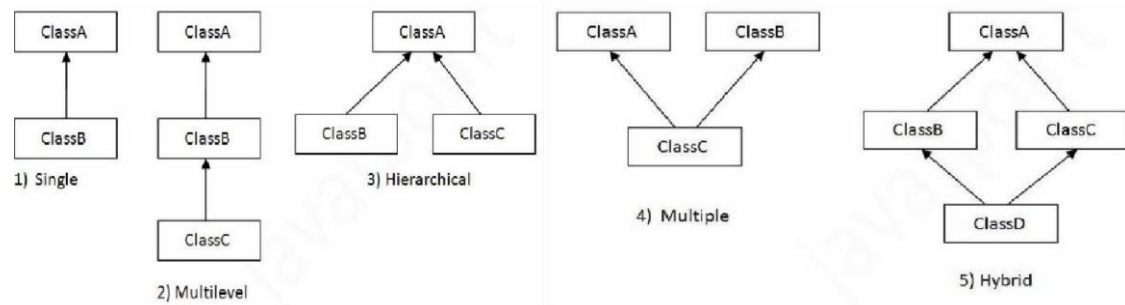 ClassA
ClassB
1) Single
ClassA
ClassB
ClassC
2) Multilevel
ClassA
ClassB
ClassC
3) Hierarchical
ClassA
ClassB
ClassC
4) Multiple
ClassA
ClassB
ClassC
ClassD
5) Hybrid